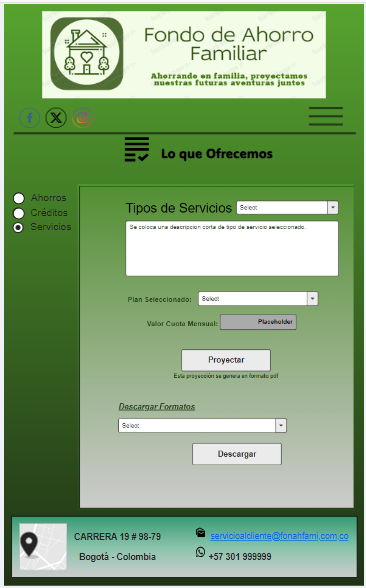 Fondo de Ahorro
Familiar
Ahorrando en familia, proyectamos
nuestras futuras aventuras juntos
Lo que Ofrecemos
Ahorros
Créditos
Servicios
Tipos de Servicios
Select
Se coloca una descripcion corta de tipo de servicio seleccionado.
Plan Seleccionado:
Select
Valor Cuota Mensual:
Placeholder
Proyectar
Esta proyección se genera en formato pdf
Descargar Formatos
Select
Descargar
CARRERA 19 # 98-79
servicioalcliente@fonahfami,com,co
Bogotá - Colombia
+57 301 999999